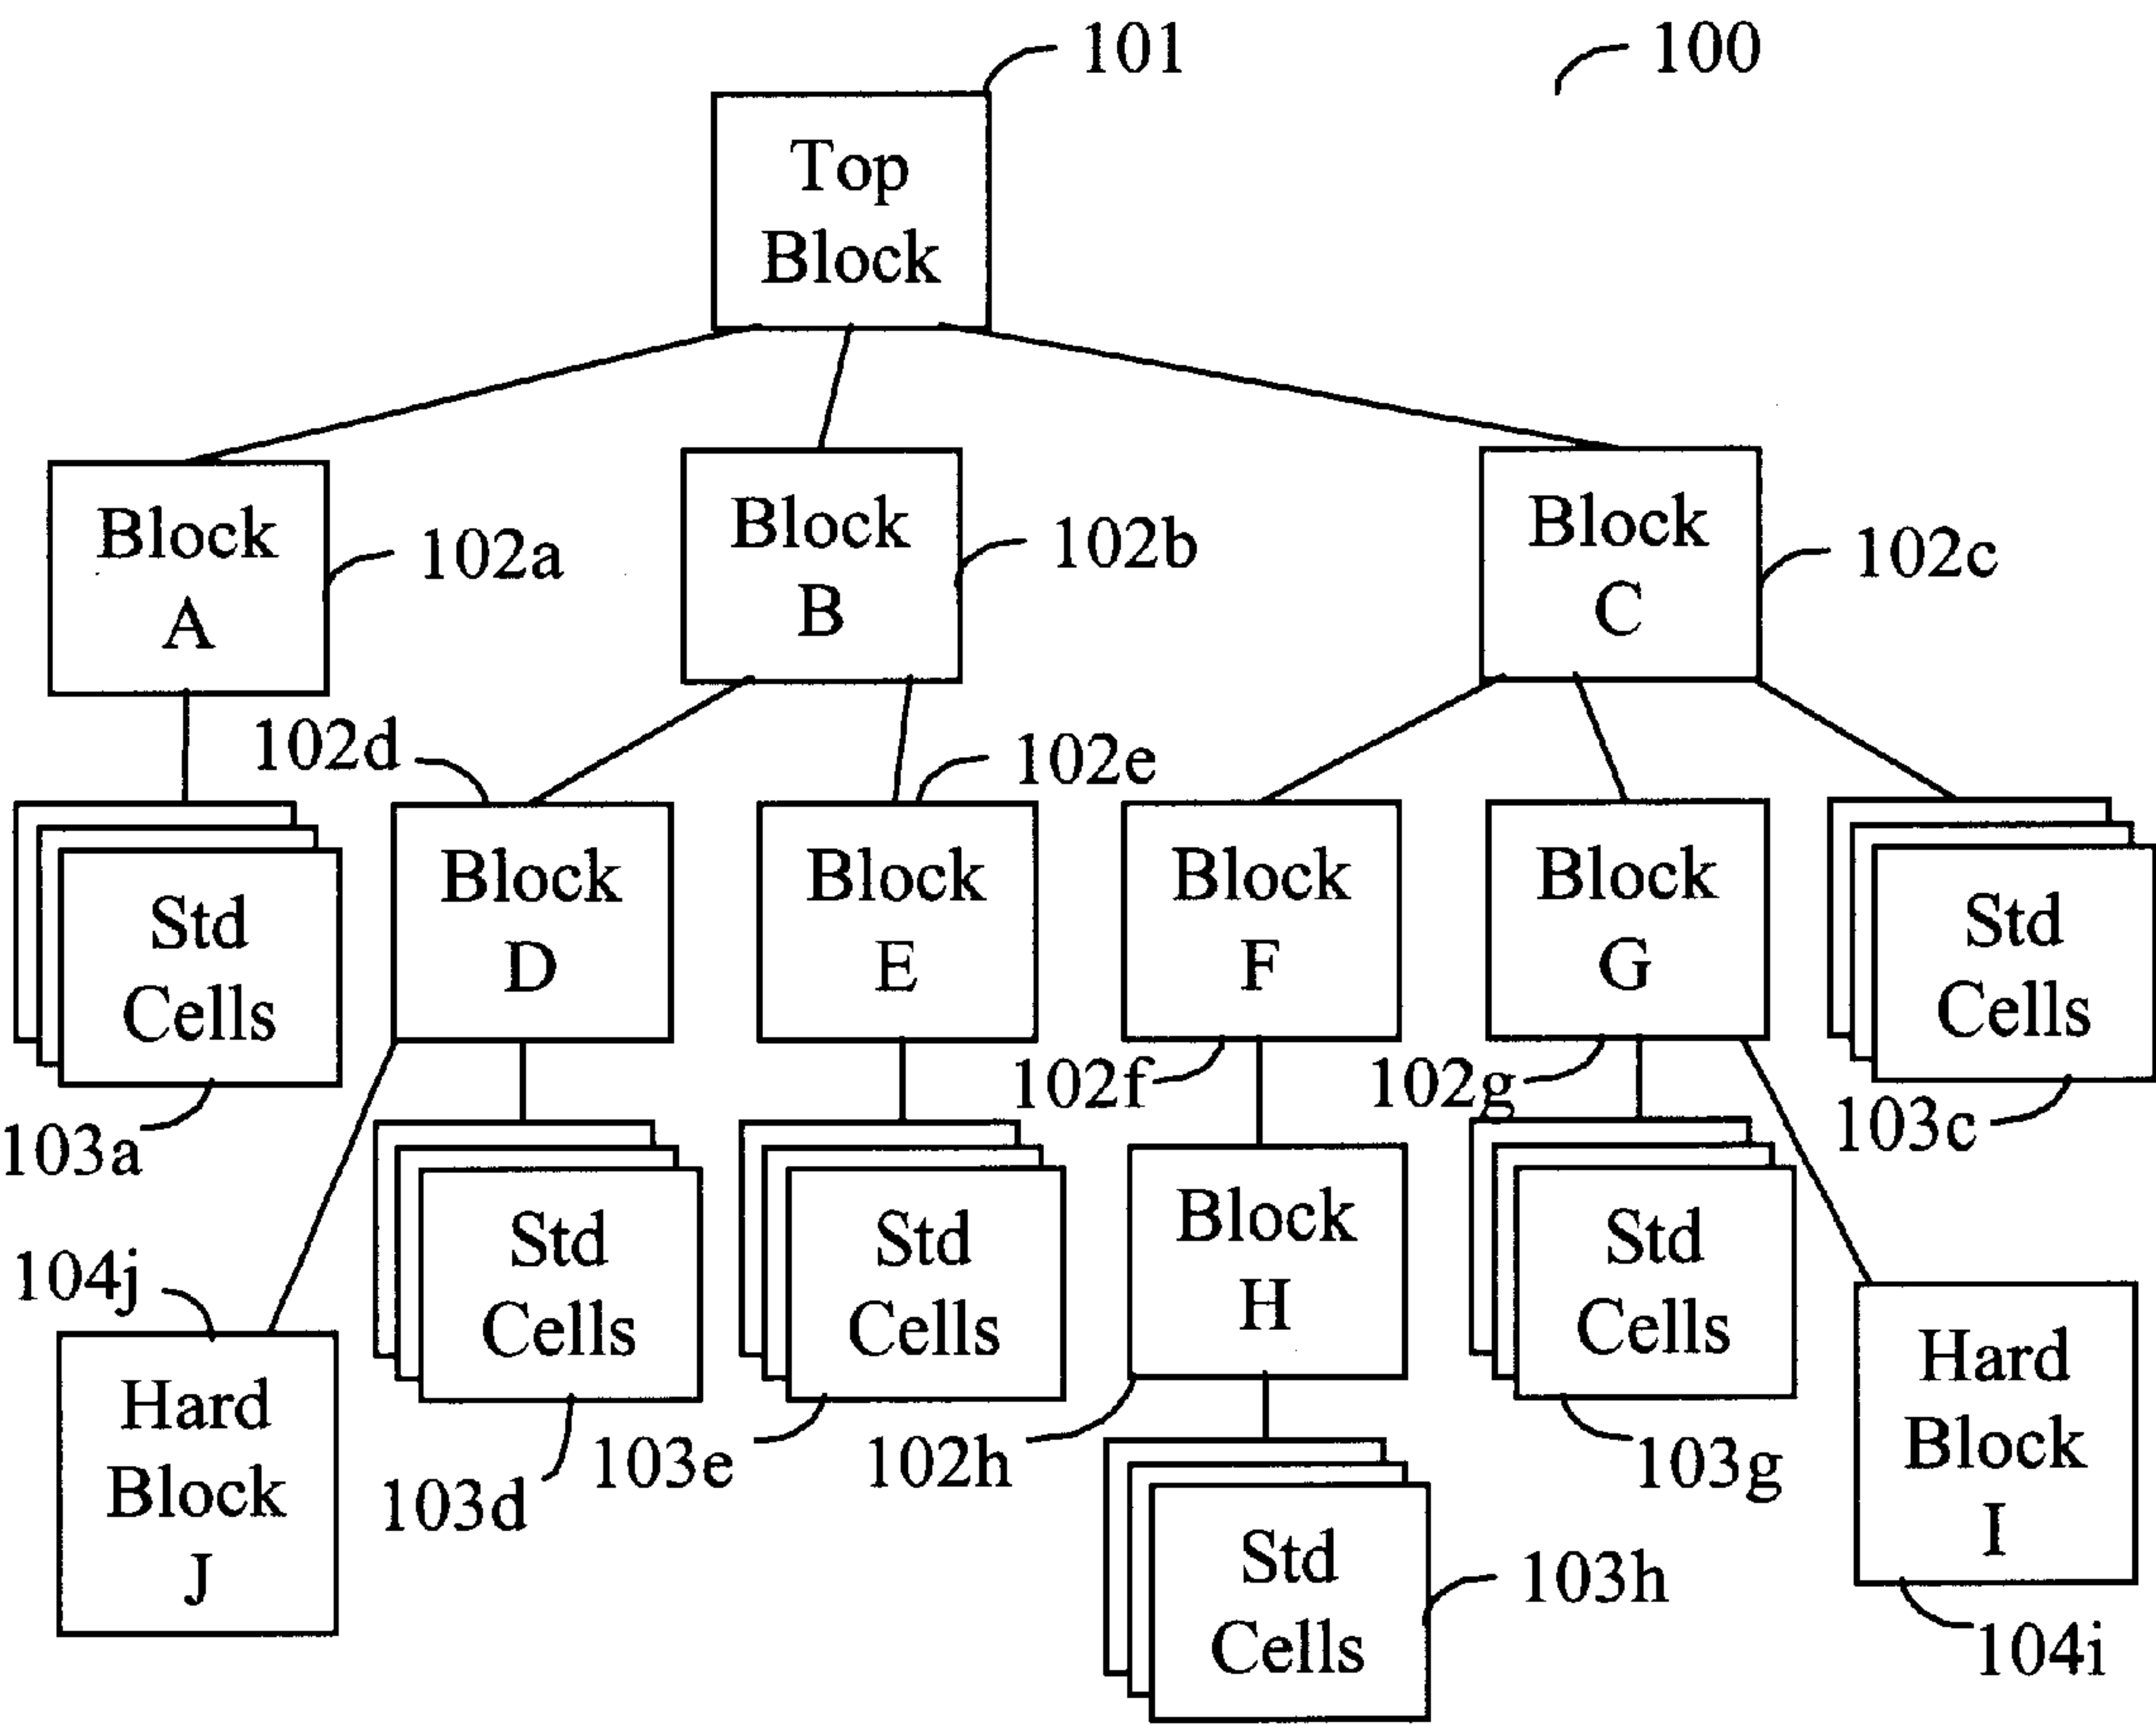 101
100
Top
Block
Block
A
102a
Block
B
102b
Block
C
102c
102d
102e
Std
Cells
103a
Block
D
Block
E
Block
F
102f
Block
G
102g
Std
Cells
103c
104j
Hard
Block
J
Std
Cells
103d
Std
Cells
103e
Block
H
102h
Std
Cells
103g
Hard
Block
I
104i
Std
Cells
103h